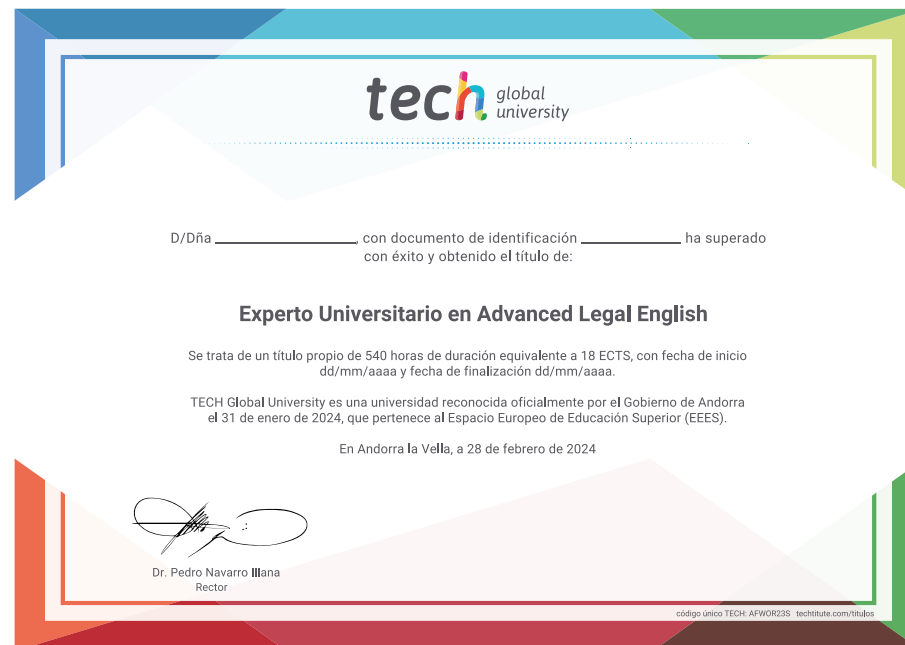 tech global university
D/Dña ____________________, con documento de identificación ______________ ha superado
con éxito y obtenido el título de:
Experto Universitario en Advanced Legal English
Se trata de un título propio de 540 horas de duración equivalente a 18 ECTS, con fecha de inicio
dd/mm/aaaa y fecha de finalización dd/mm/aaaa.
TECH Global University es una universidad reconocida oficialmente por el Gobierno de Andorra
el 31 de enero de 2024, que pertenece al Espacio Europeo de Educación Superior (EEES).
En Andorra la Vella, a 28 de febrero de 2024
Dr. Pedro Navarro Illana
Rector
código único TECH: AFWOR23S techtitute.com/titulos